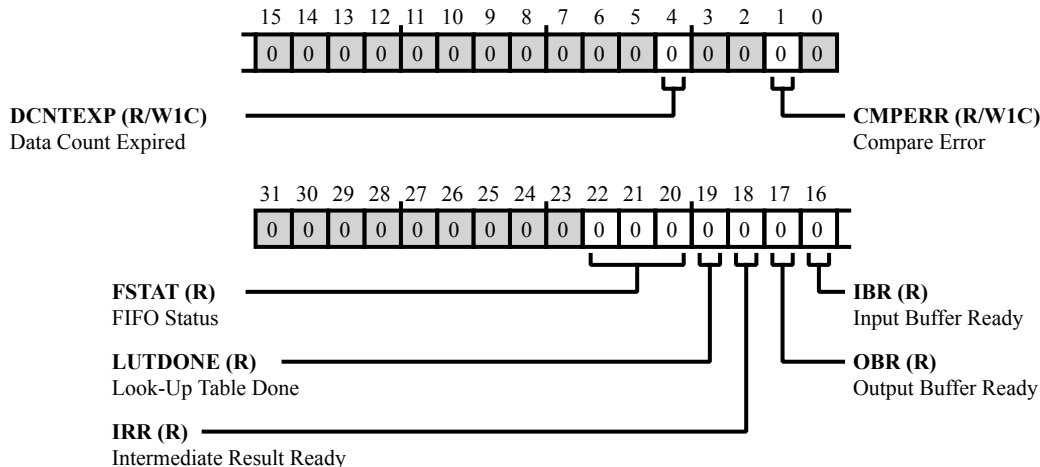 15 14 13 12 11 10 9 8 7 6 5 4 3 2 1 0
0 0 0 0 0 0 0 0 0 0 0 0 0 0 0 0
DCNTEXP (R/W1C)
Data Count Expired
CMPERR (R/W1C)
Compare Error
31 30 29 28 27 26 25 24 23 22 21 20 19 18 17 16
0 0 0 0 0 0 0 0 0 0 0 0 0 0 0 0
FSTAT (R)
FIFO Status
IBR (R)
Input Buffer Ready
LUTDONE (R)
Look-Up Table Done
OBR (R)
Output Buffer Ready
IRR (R)
Intermediate Result Ready